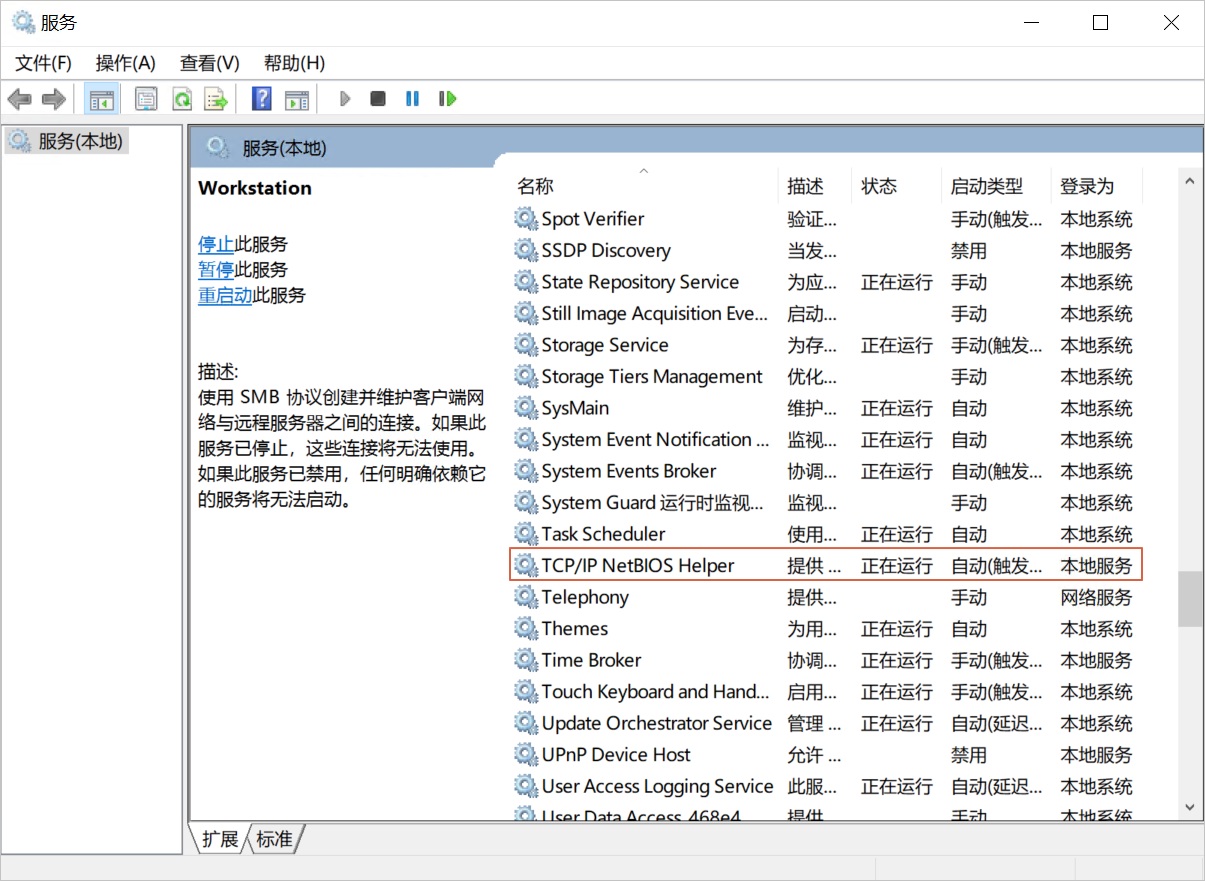 服务
文件(F) 操作(A) 查看(V) 帮助(H)
服务(本地)
服务(本地)
Workstation
停止此服务
暂停此服务
重启动此服务
描述:
使用 SMB 协议创建并维护客户端网
络与远程服务器之间的连接。如果此
服务已停止，这些连接将无法使用。
如果此服务已禁用，任何明确依赖它
的服务将无法启动。
名称 描述 状态 启动类型 登录为
Spot Verifier 验证... 手动(触发... 本地系统
SSDP Discovery 当发... 禁用 本地服务
State Repository Service 为应... 正在运行 手动 本地系统
Still Image Acquisition Eve... 启动... 手动 本地系统
Storage Service 为存... 正在运行 手动(触发... 本地系统
Storage Tiers Management 优化... 手动 本地系统
SysMain 维护... 正在运行 自动 本地系统
System Event Notification ... 监视... 正在运行 自动 本地系统
System Events Broker 协调... 正在运行 自动(触发... 本地系统
System Guard 运行时监视... 监视... 手动 本地系统
Task Scheduler 使用... 正在运行 自动 本地系统
TCP/IP NetBIOS Helper 提供 ... 正在运行 自动(触发... 本地服务
Telephony 提供... 手动 网络服务
Themes 为用... 正在运行 自动 本地系统
Time Broker 协调... 正在运行 手动(触发... 本地服务
Touch Keyboard and Hand... 启用... 正在运行 手动(触发... 本地系统
Update Orchestrator Service 管理 ... 正在运行 自动(延迟... 本地系统
UPnP Device Host 允许 ... 禁用 本地服务
User Access Logging Service 此服... 正在运行 自动(延迟... 本地系统
User Data Access_468e4 提供 手动 本地系统
扩展 标准